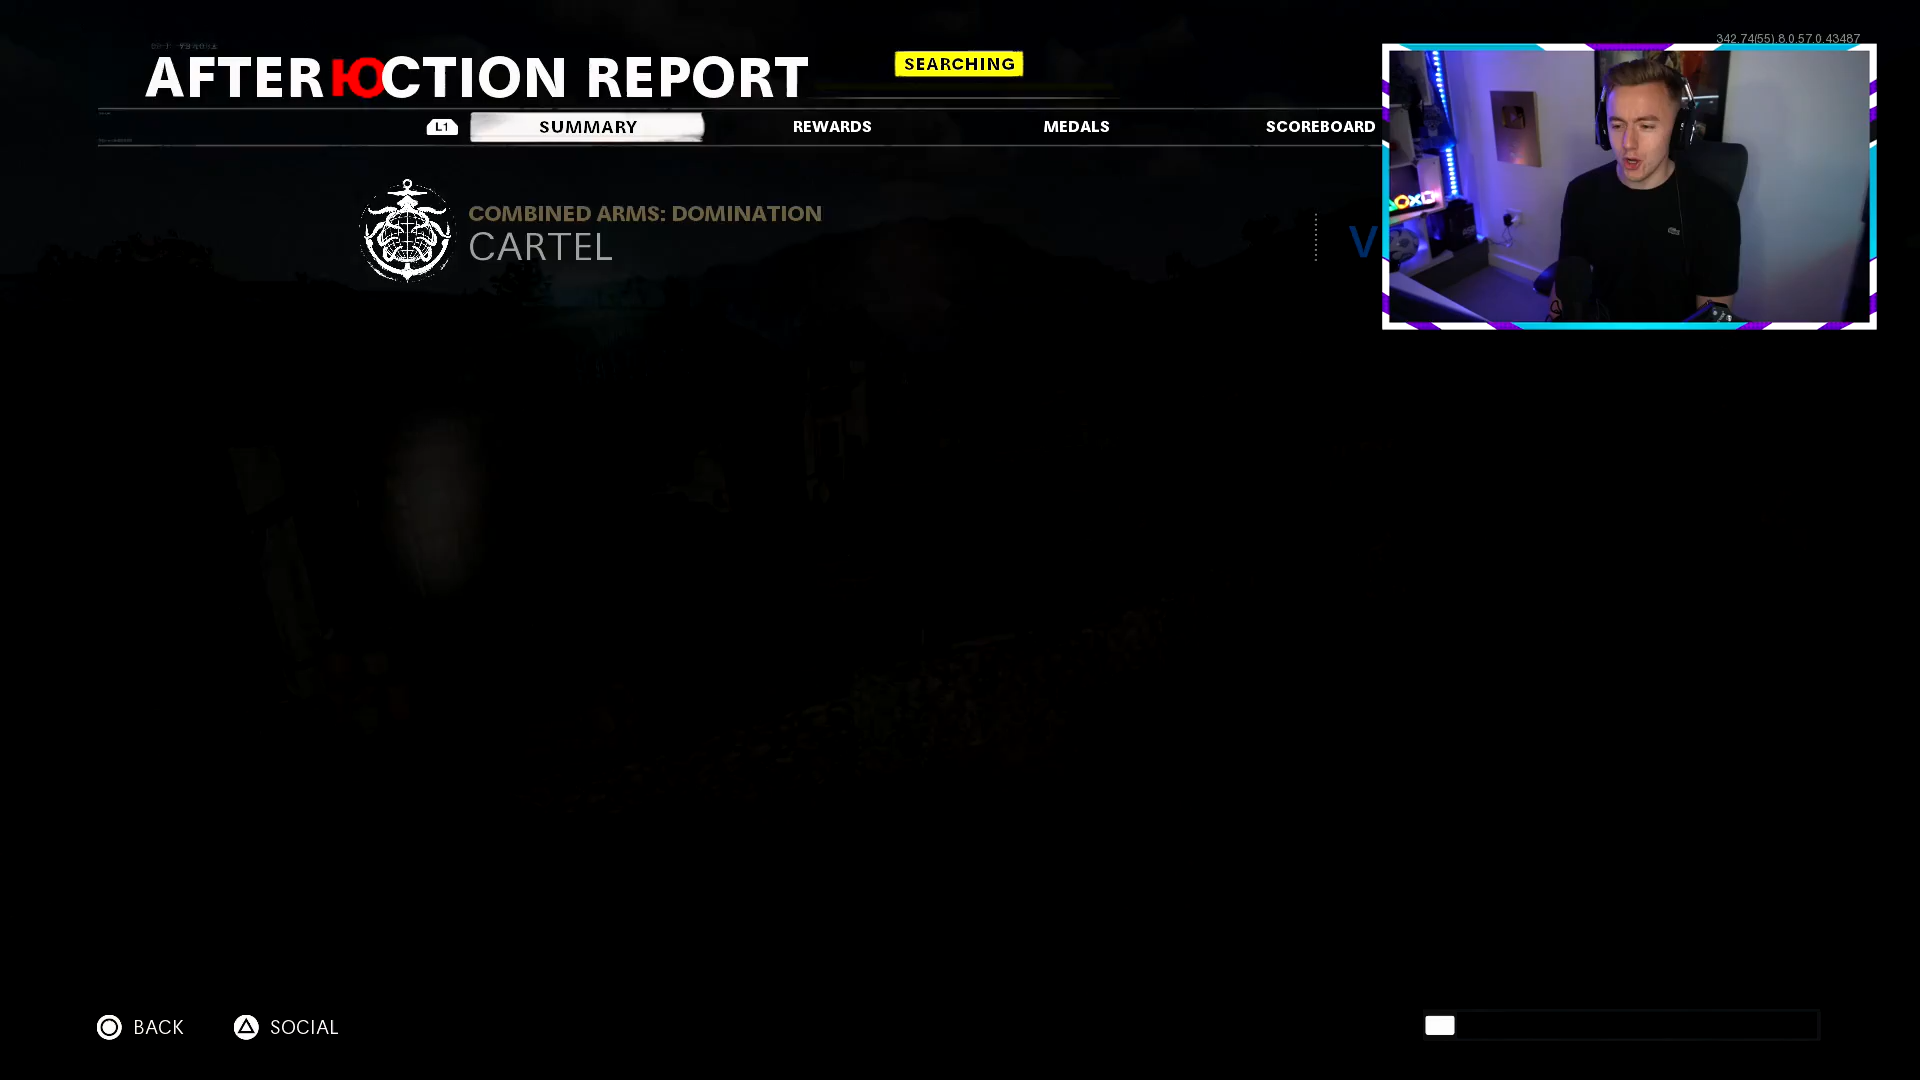 342.74(55).8.0.57.0.43487
AFTER ЮCTION REPORT
SEARCHING
L1
SUMMARY
REWARDS
MEDALS
SCOREBOARD
COMBINED ARMS: DOMINATION
CARTEL
V
BACK
SOCIAL